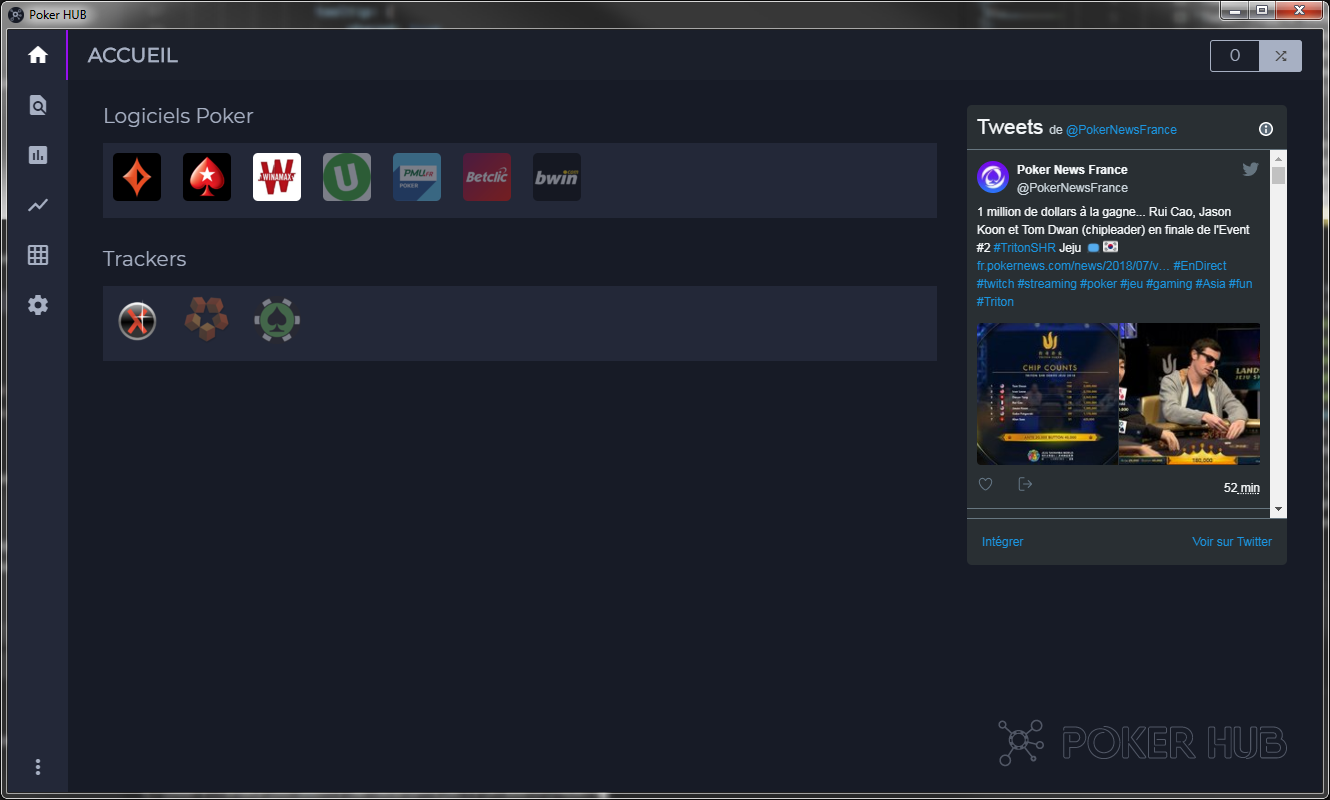 Poker HUB
ACCUEIL
0
Logiciels Poker
WINAMAX
U
PMU.FR
POKER
Betclic
bwin
.com
Trackers
Tweets de @PokerNewsFrance
Poker News France
@PokerNewsFrance
1 million de dollars à la gagne... Rui Cao, Jason
Koon et Tom Dwan (chipleader) en finale de l'Event
#2 #TritonSHR Jeju
fr.pokernews.com/news/2018/07/v… #EnDirect
#twitch #streaming #poker #jeu #gaming #Asia #fun
#Triton
CHIP COUNTS
52 min
Intégrer
Voir sur Twitter
POKER HUB